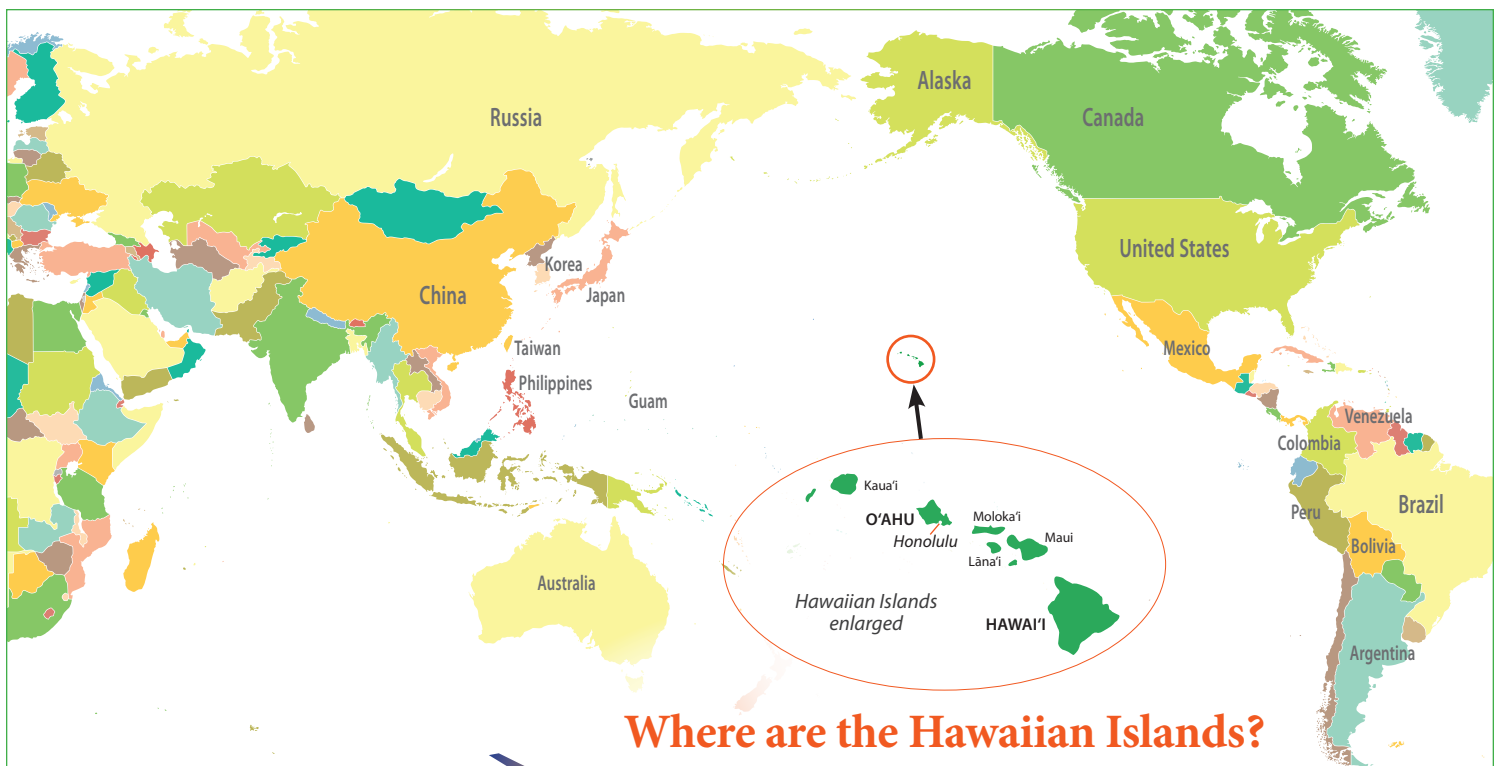 Alaska
Russia
Canada
United States
Korea
China
Japan
Taiwan
Mexico
Philippines
Guam
Venezuela
Colombia
Kaua‘i
Brazil
Peru
O‘AHU
Moloka‘i
Honolulu
Maui
Bolivia
Lāna‘i
Australia
Hawaiian Islands
enlarged
HAWAI‘I
Argentina
Where are the Hawaiian Islands?